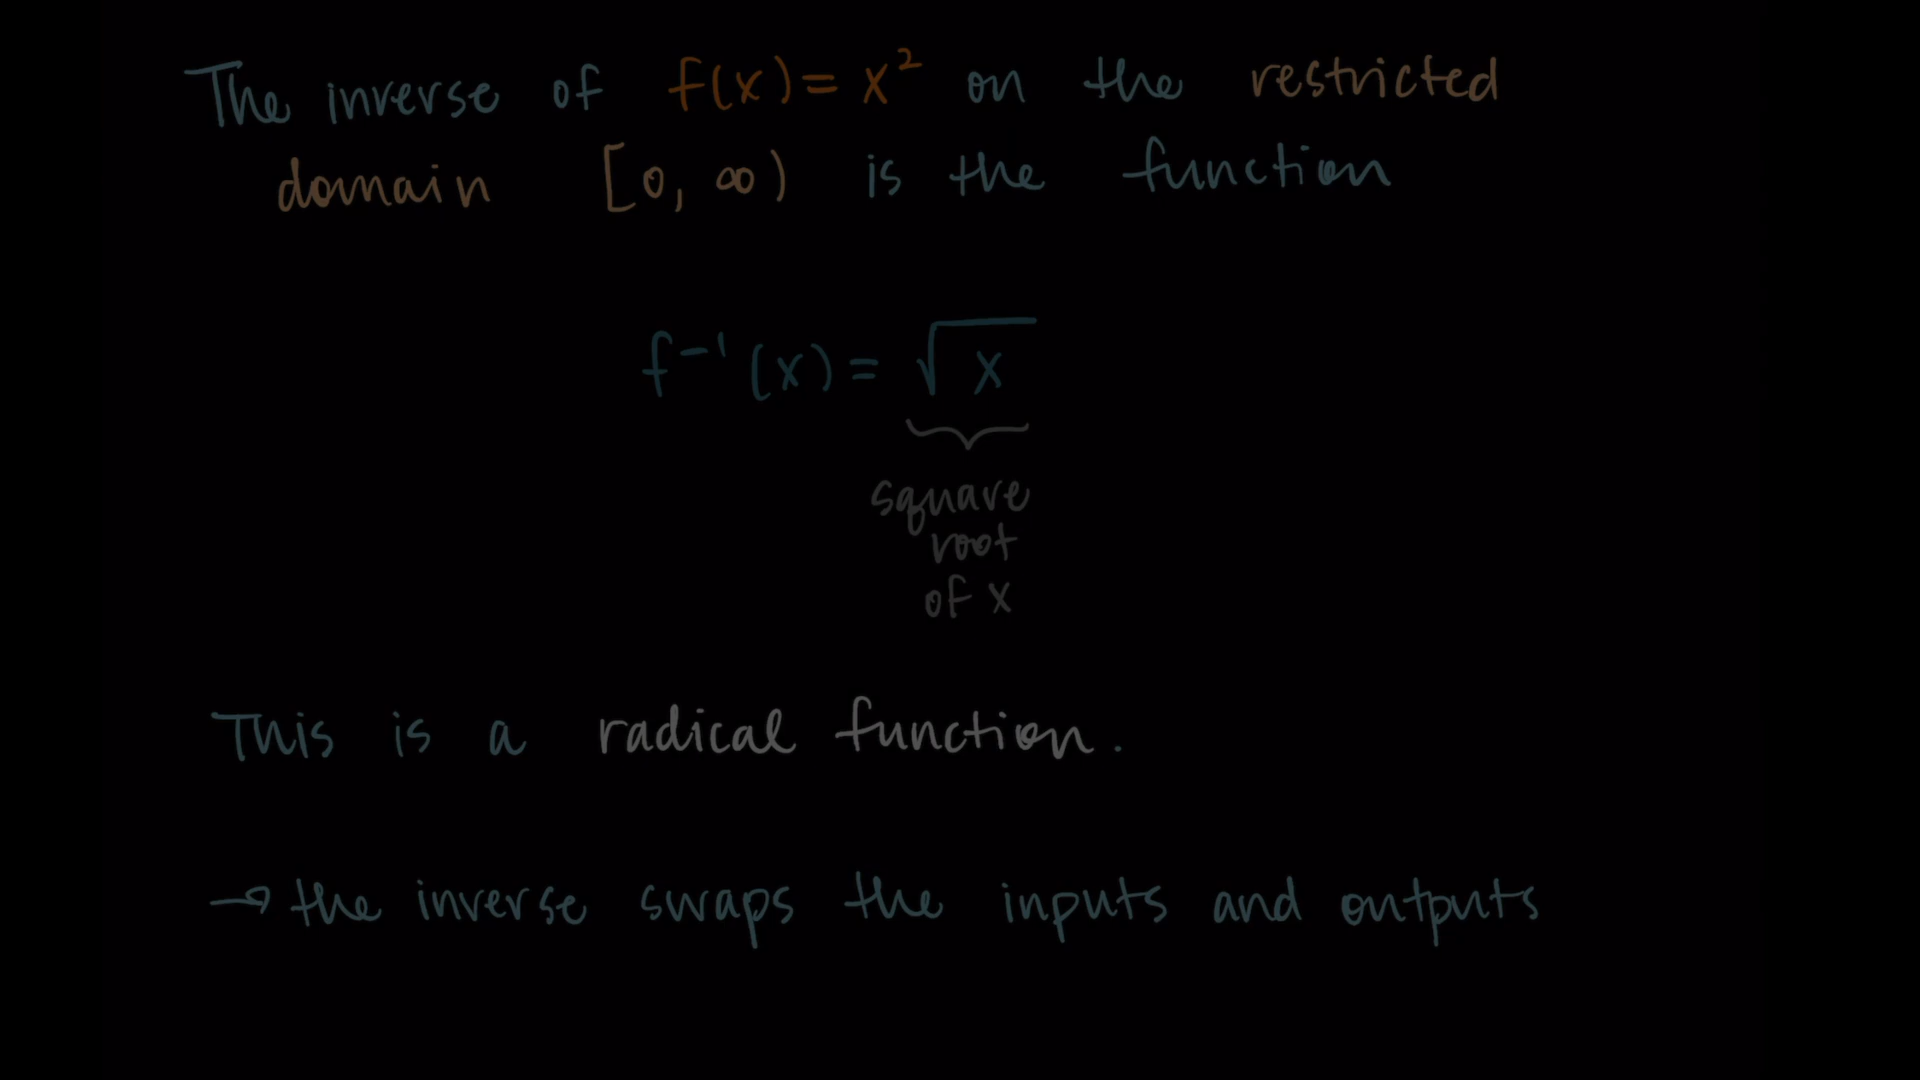 The inverse of f(x) = x² on the restricted
domain [0, ∞) is the function
f⁻¹(x) = √x
square
root
of x
This is a radical function.
→ the inverse swaps the inputs and outputs